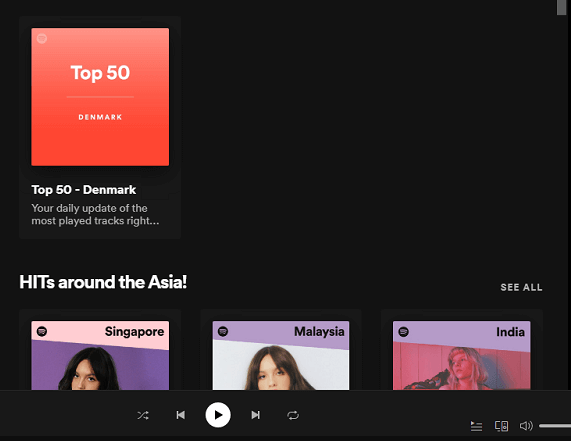 Top 50
DENMARK
Top 50 - Denmark
Your daily update of the
most played tracks right...
HITs around the Asia!
SEE ALL
Singapore
Malaysia
India